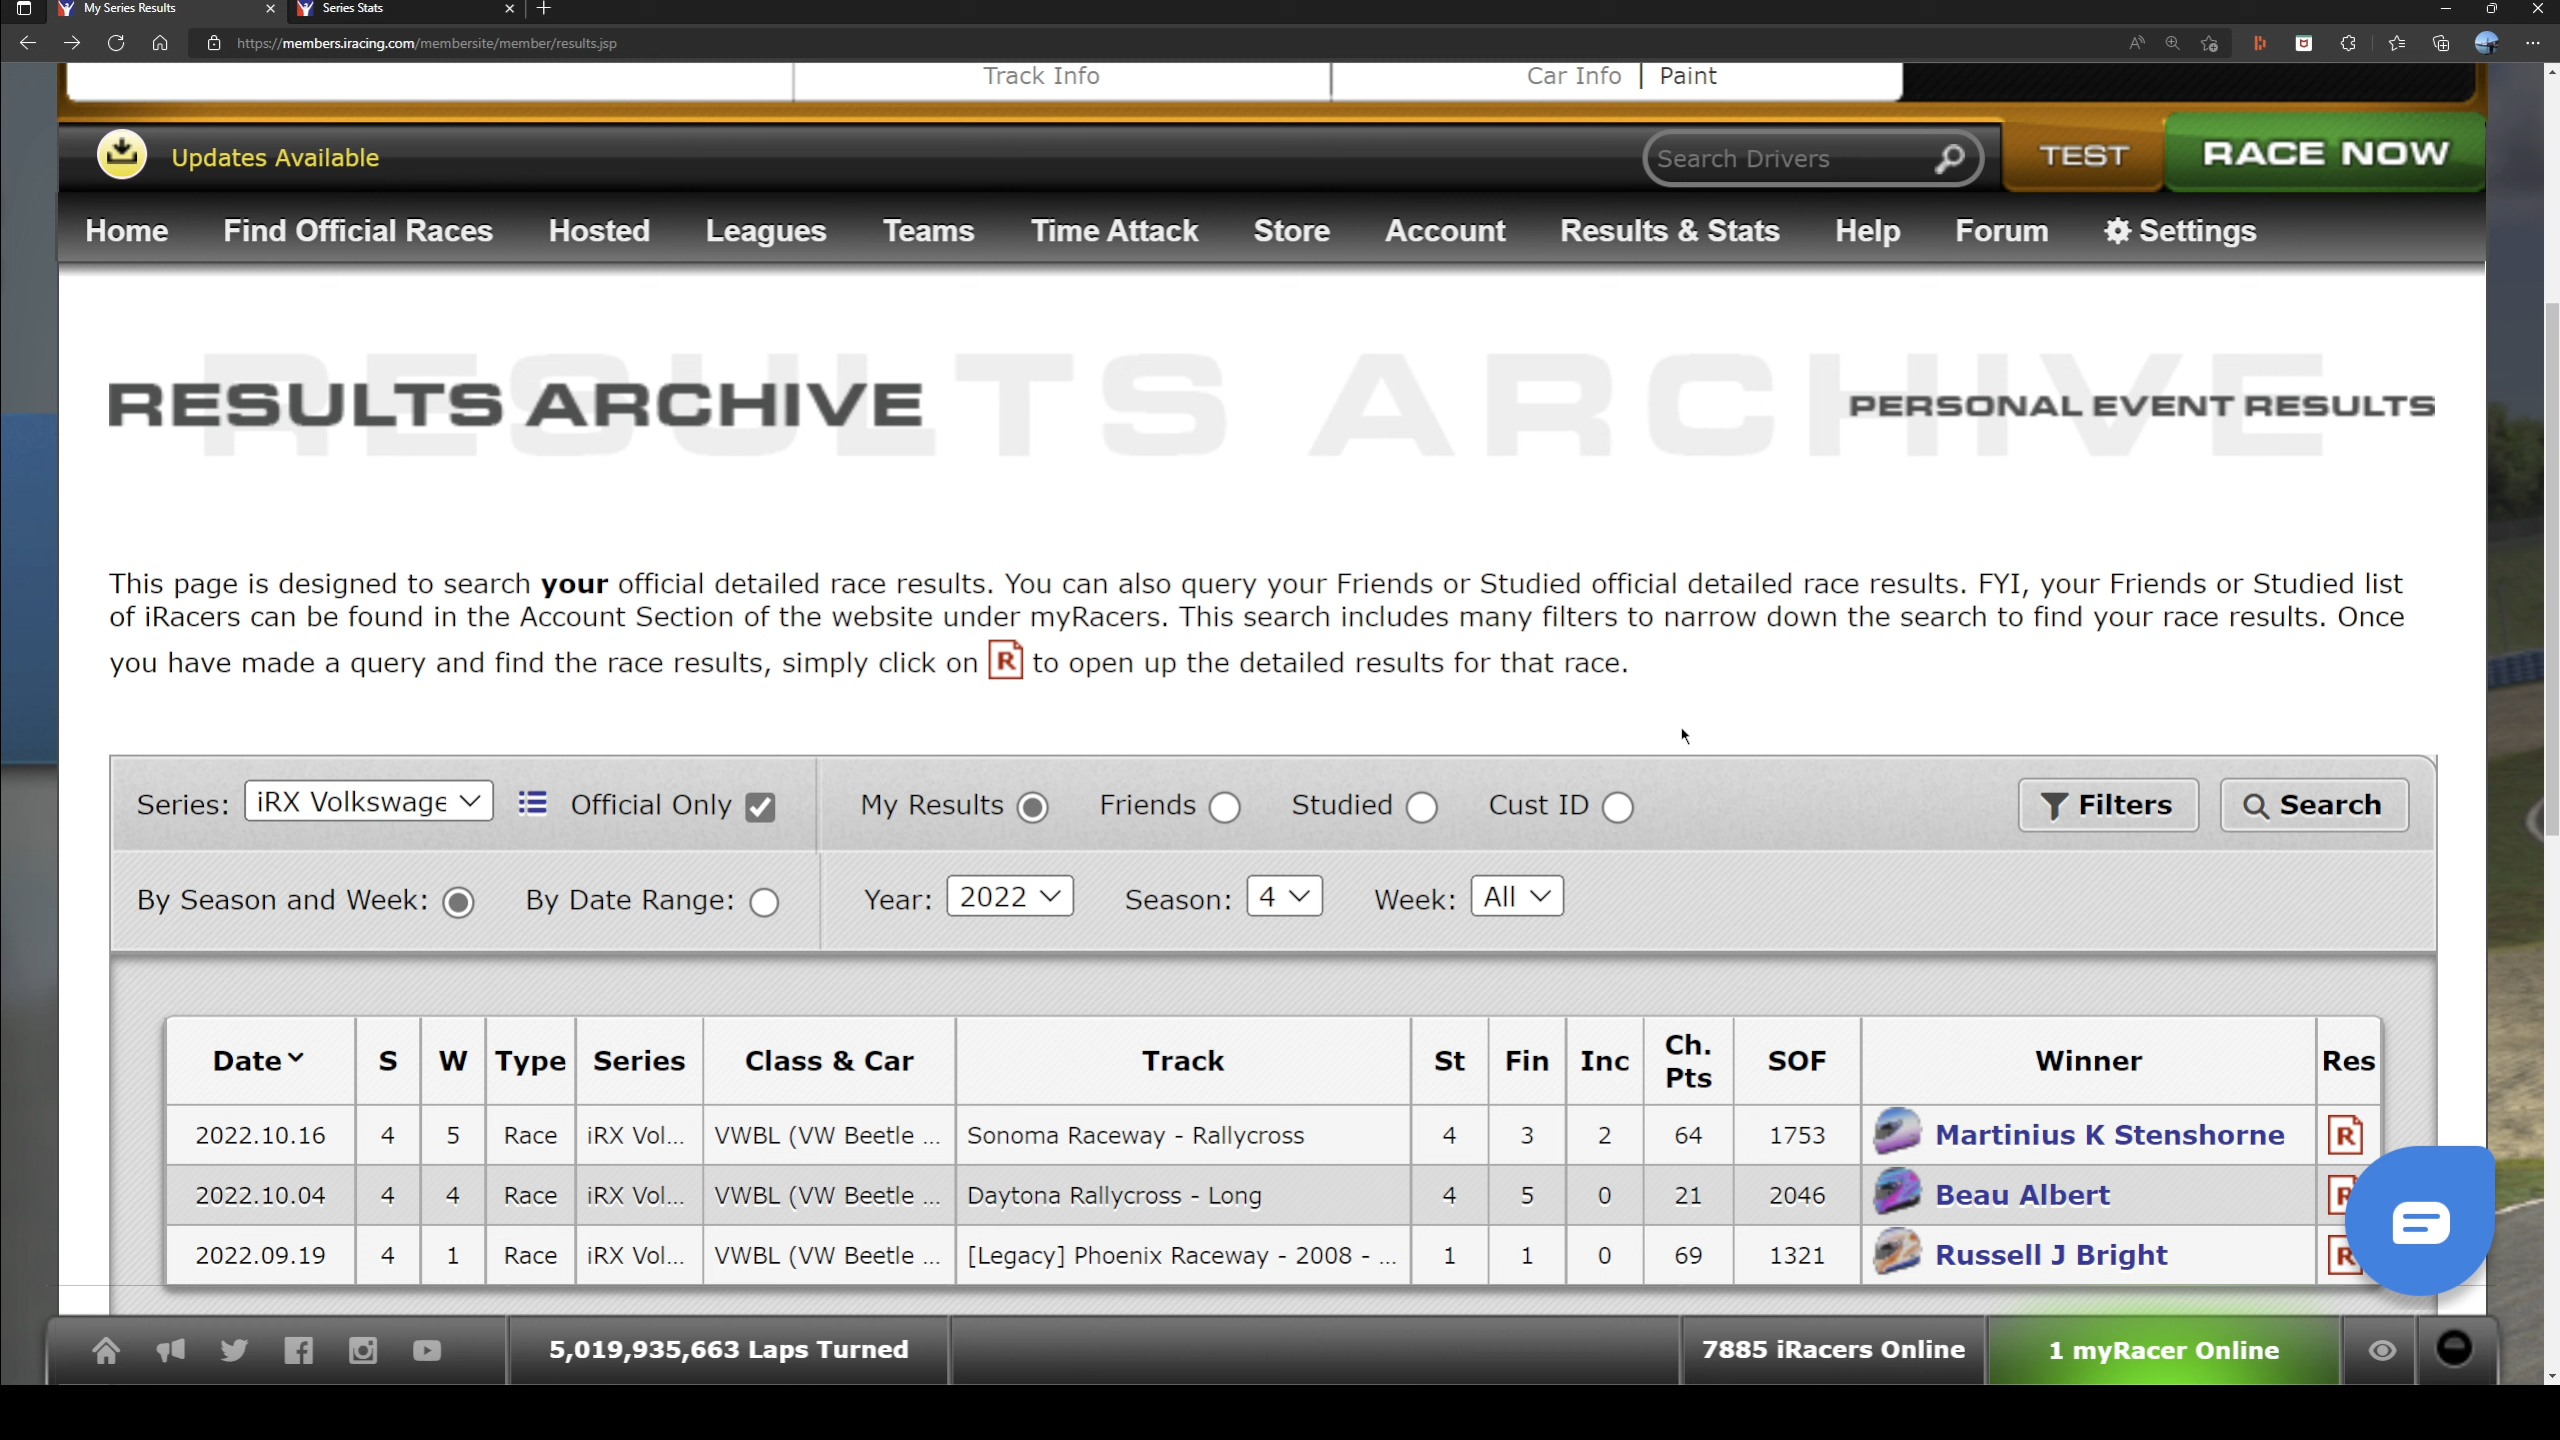 My Series Results
Series Stats
https://members.iracing.com/membersite/member/results.jsp
Track Info
Car Info | Paint
Updates Available
Search Drivers
TEST
RACE NOW
Home Find Official Races Hosted Leagues Teams Time Attack Store Account Results & Stats Help Forum Settings
RESULTS ARCHIVE
RESULTS ARCHIVE
PERSONAL EVENT RESULTS
This page is designed to search your official detailed race results. You can also query your Friends or Studied official detailed race results. FYI, your Friends or Studied list
of iRacers can be found in the Account Section of the website under myRacers. This search includes many filters to narrow down the search to find your race results. Once
you have made a query and find the race results, simply click on R to open up the detailed results for that race.
Series: iRX Volkswage Official Only My Results Friends Studied Cust ID Filters Search
By Season and Week: By Date Range: Year: 2022 Season: 4 Week: All
Date S W Type Series Class & Car Track St Fin Inc Ch. Pts SOF Winner Res
2022.10.16 4 5 Race iRX Vol... VWBL (VW Beetle ... Sonoma Raceway - Rallycross 4 3 2 64 1753 Martinius K Stenshorne R
2022.10.04 4 4 Race iRX Vol... VWBL (VW Beetle ... Daytona Rallycross - Long 4 5 0 21 2046 Beau Albert R
2022.09.19 4 1 Race iRX Vol... VWBL (VW Beetle ... [Legacy] Phoenix Raceway - 2008 - ... 1 1 0 69 1321 Russell J Bright R
5,019,935,663 Laps Turned
7885 iRacers Online
1 myRacer Online